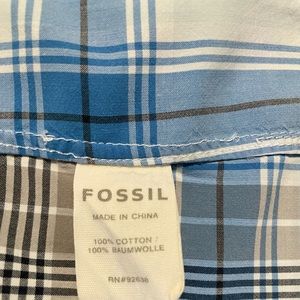 FOSSIL
MADE IN CHINA
100% COTTON /
100% BAUMWOLLE
RN#92636